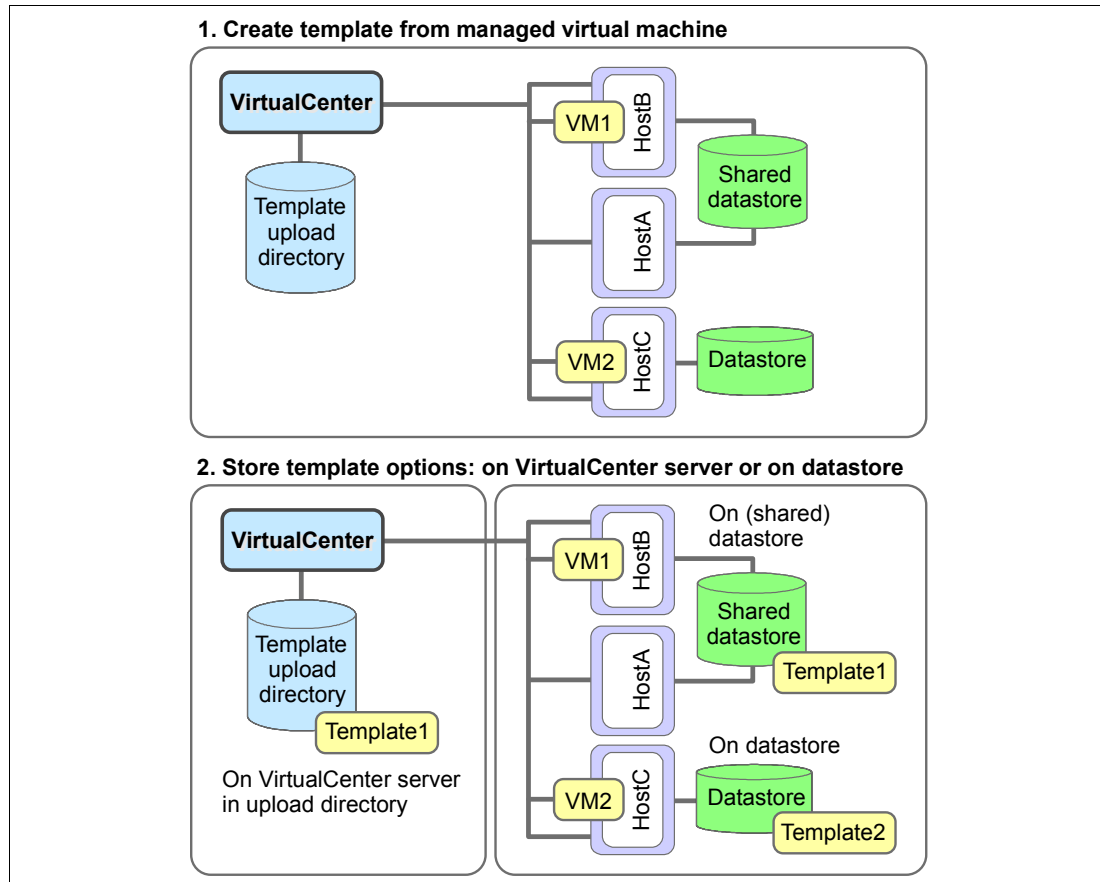 1. Create template from managed virtual machine
VirtualCenter
Template
upload
directory
VM1
HostB
Shared
datastore
HostA
VM2
HostC
Datastore
2. Store template options: on VirtualCenter server or on datastore
VirtualCenter
Template
upload
directory
Template1
On VirtualCenter server
in upload directory
VM1
HostB
On (shared)
datastore
Shared
datastore
Template1
HostA
On datastore
VM2
HostC
Datastore
Template2